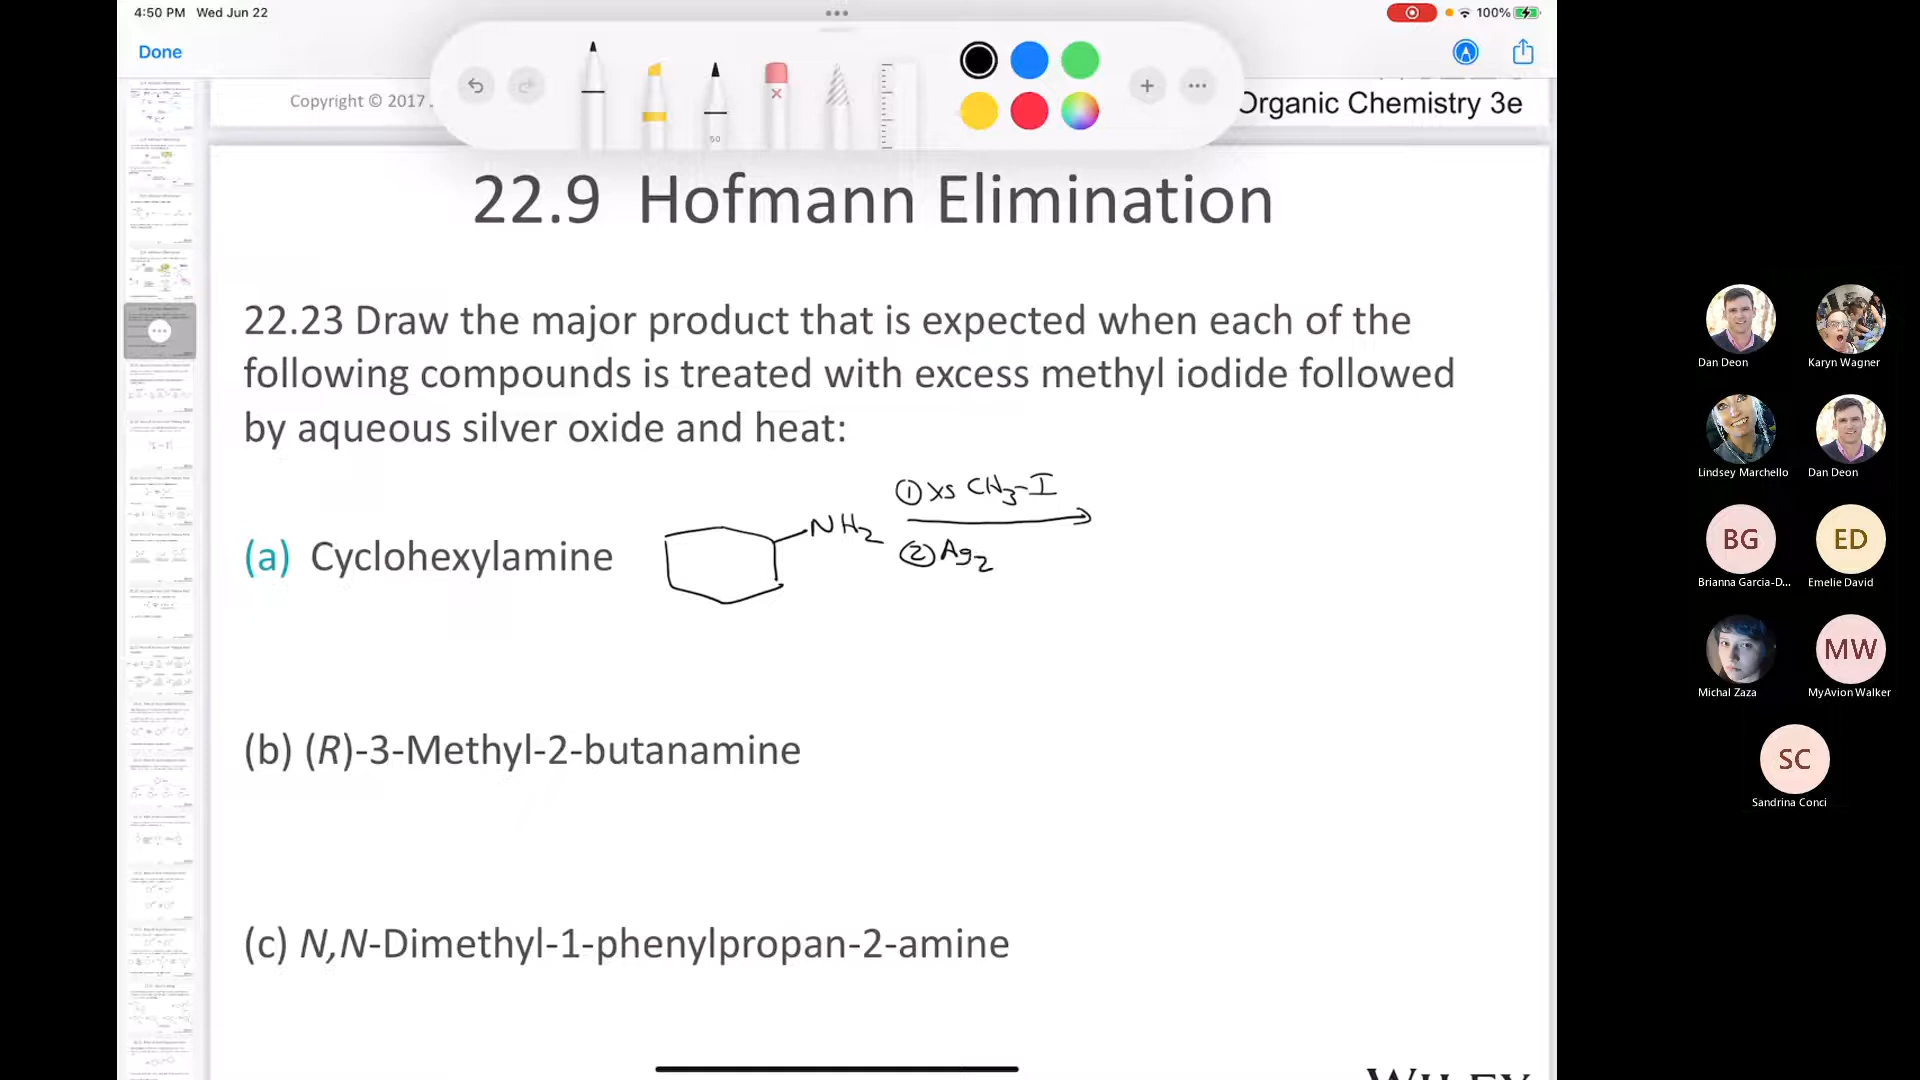 4:50 PM Wed Jun 22
100%
Done
Copyright © 2017
50
Organic Chemistry 3e
22.9 Hofmann Elimination
22.23 Draw the major product that is expected when each of the
following compounds is treated with excess methyl iodide followed
by aqueous silver oxide and heat:
① xs CH3-I
NH2
② Ag2
(a) Cyclohexylamine
(b) (R)-3-Methyl-2-butanamine
(c) N,N-Dimethyl-1-phenylpropan-2-amine
Dan Deon
Karyn Wagner
Lindsey Marchello
Dan Deon
BG
ED
Brianna Garcia-D...
Emelie David
MW
Michal Zaza
MyAvion Walker
SC
Sandrina Conci